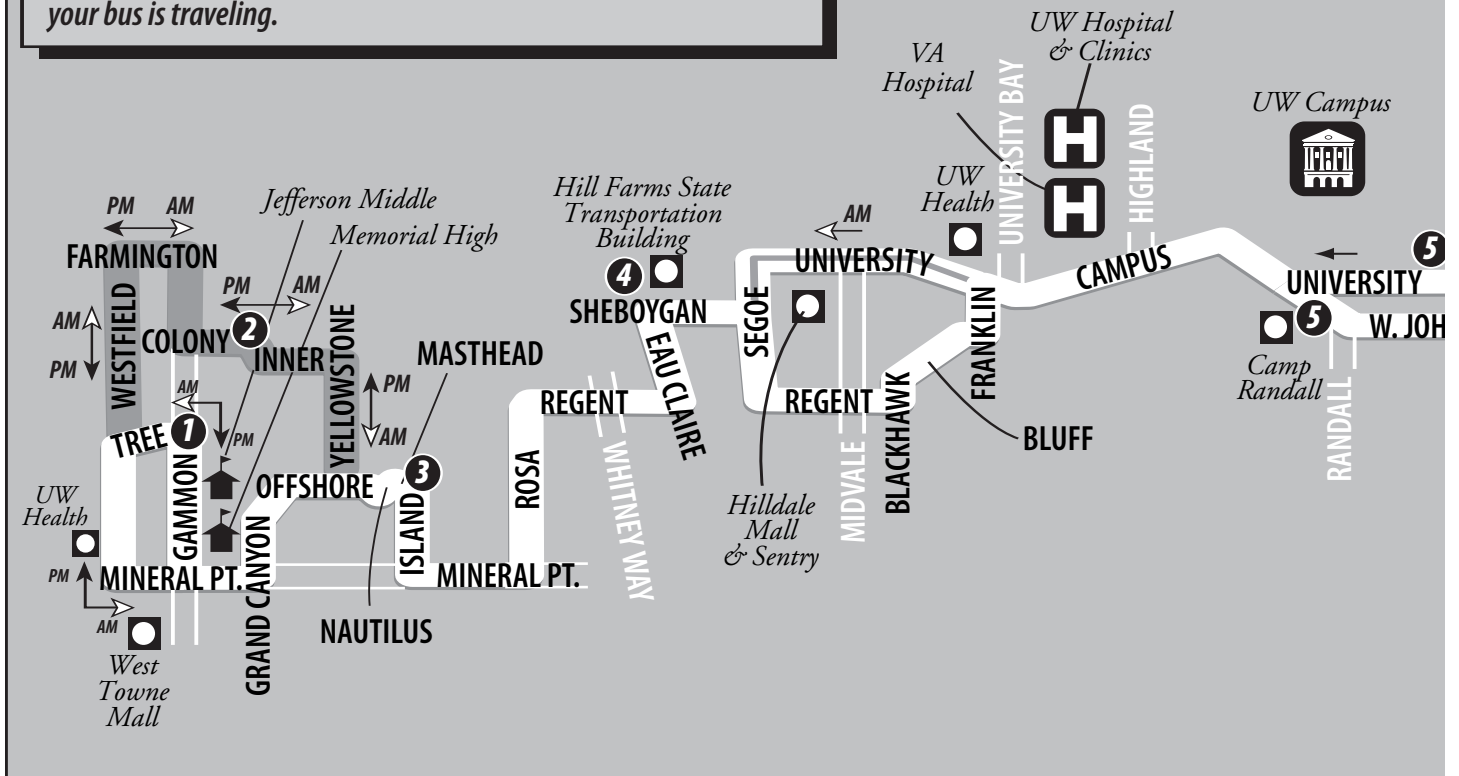 your bus is traveling.
UW Hospital
& Clinics
VA
Hospital
UNIVERSITY BAY
H
H
HIGHLAND
UW Campus
UW
Health
Hill Farms State
Transportation
Building
Jefferson Middle
Memorial High
PM AM
FARMINGTON
AM
PM
WESTFIELD
PM AM
COLONY
2
INNER
YELLOWSTONE
PM
AM
MASTHEAD
4
SHEBOYGAN
EAU CLAIRE
SEGOE
AM
UNIVERSITY
CAMPUS
5
UNIVERSITY
5
W. JOH
Camp
Randall
RANDALL
FRANKLIN
REGENT
MIDVALE
BLACKHAWK
BLUFF
REGENT
WHITNEY WAY
ROSA
Hilldale
Mall
& Sentry
TREE
1
AM
PM
GAMMON
OFFSHORE
3
ISLAND
UW
Health
PM
AM
MINERAL PT.
GRAND CANYON
MINERAL PT.
NAUTILUS
West
Towne
Mall